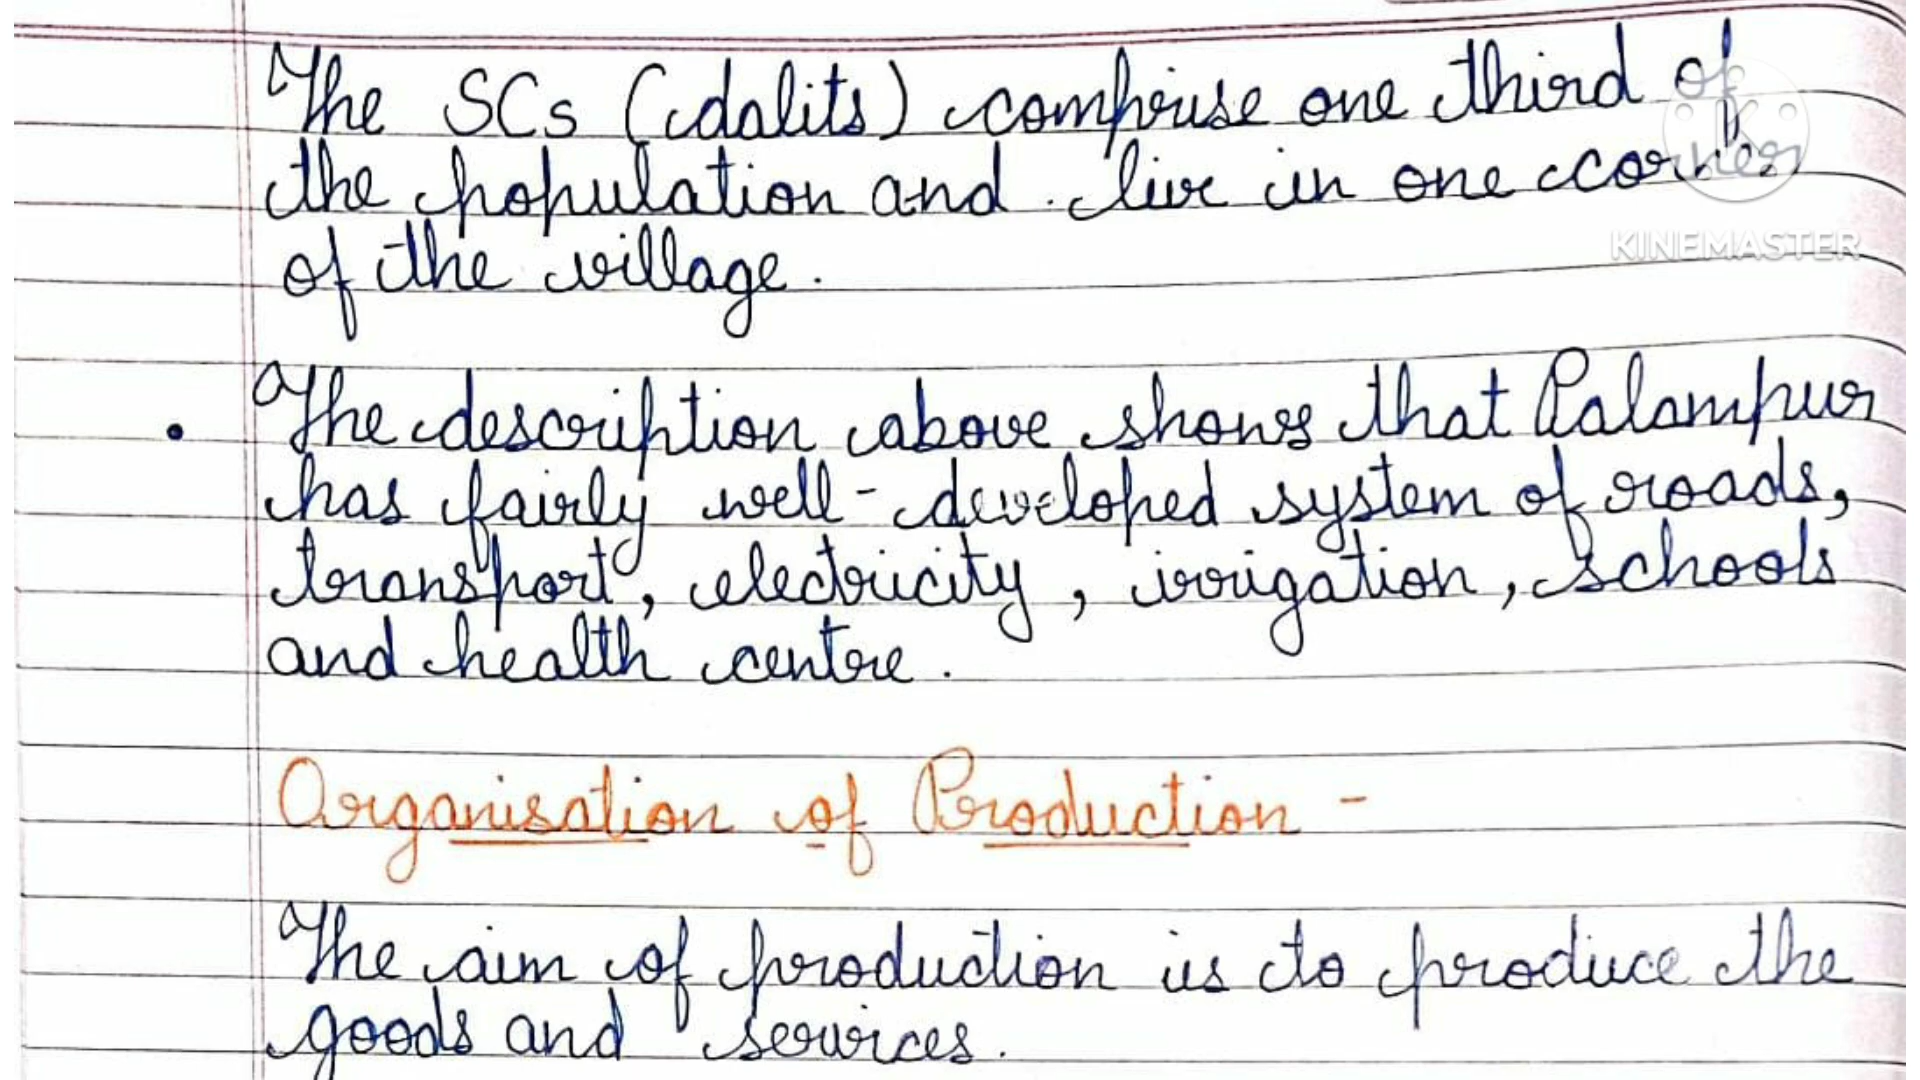 The SCs (dalits) comprise one third of
the population and live in one corner
KINEMASTER
of the village.
• The description above shows that Palampur
has fairly well-developed system of roads,
transport, electricity, irrigation, schools
and health centre.
Organisation of Production -
The aim of production is to produce the
goods and services.